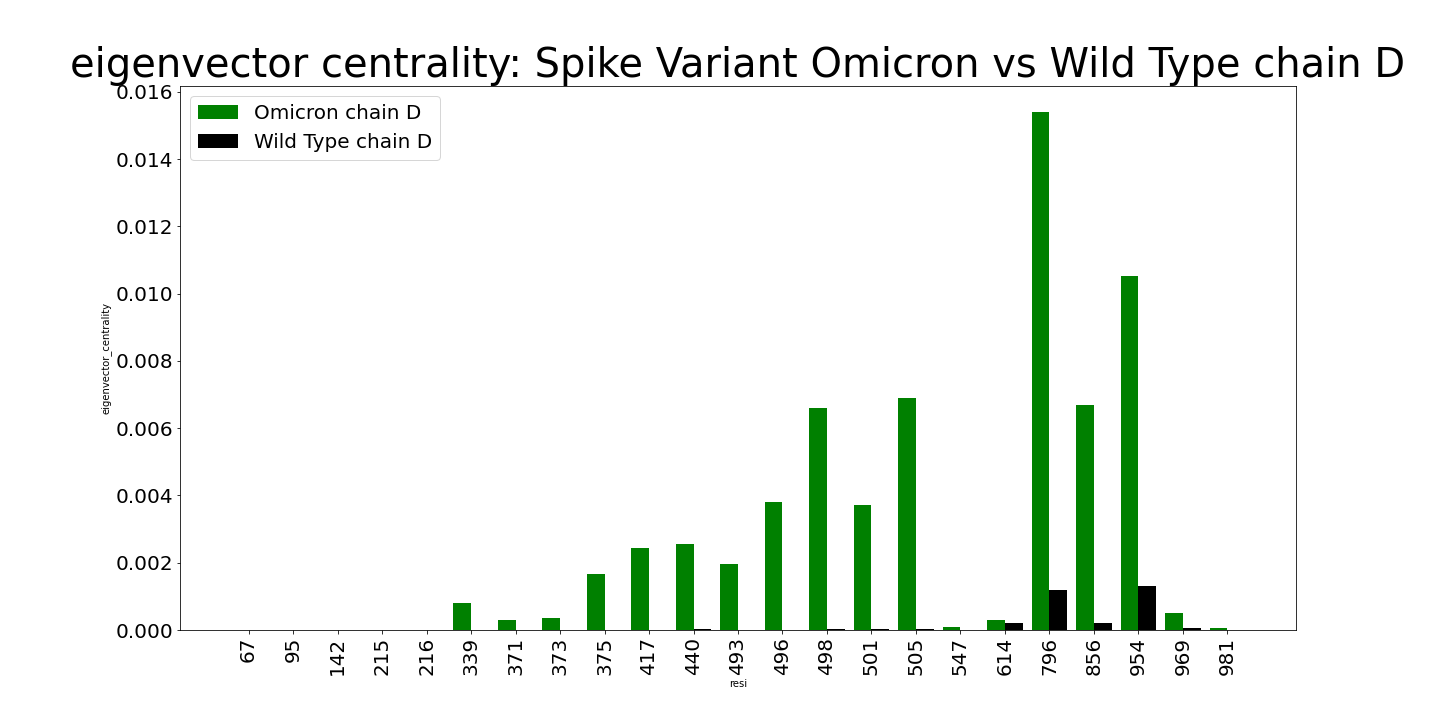 eigenvector centrality: Spike Variant Omicron vs Wild Type chain D
Omicron chain D
Wild Type chain D
0.016
0.014
0.012
0.010
0.008
0.006
0.004
0.002
0.000
eigenvector_centrality
67 95 142 215 216 339 371 373 375 417 440 493 496 498 501 505 547 614 796 856 954 969 981
resi